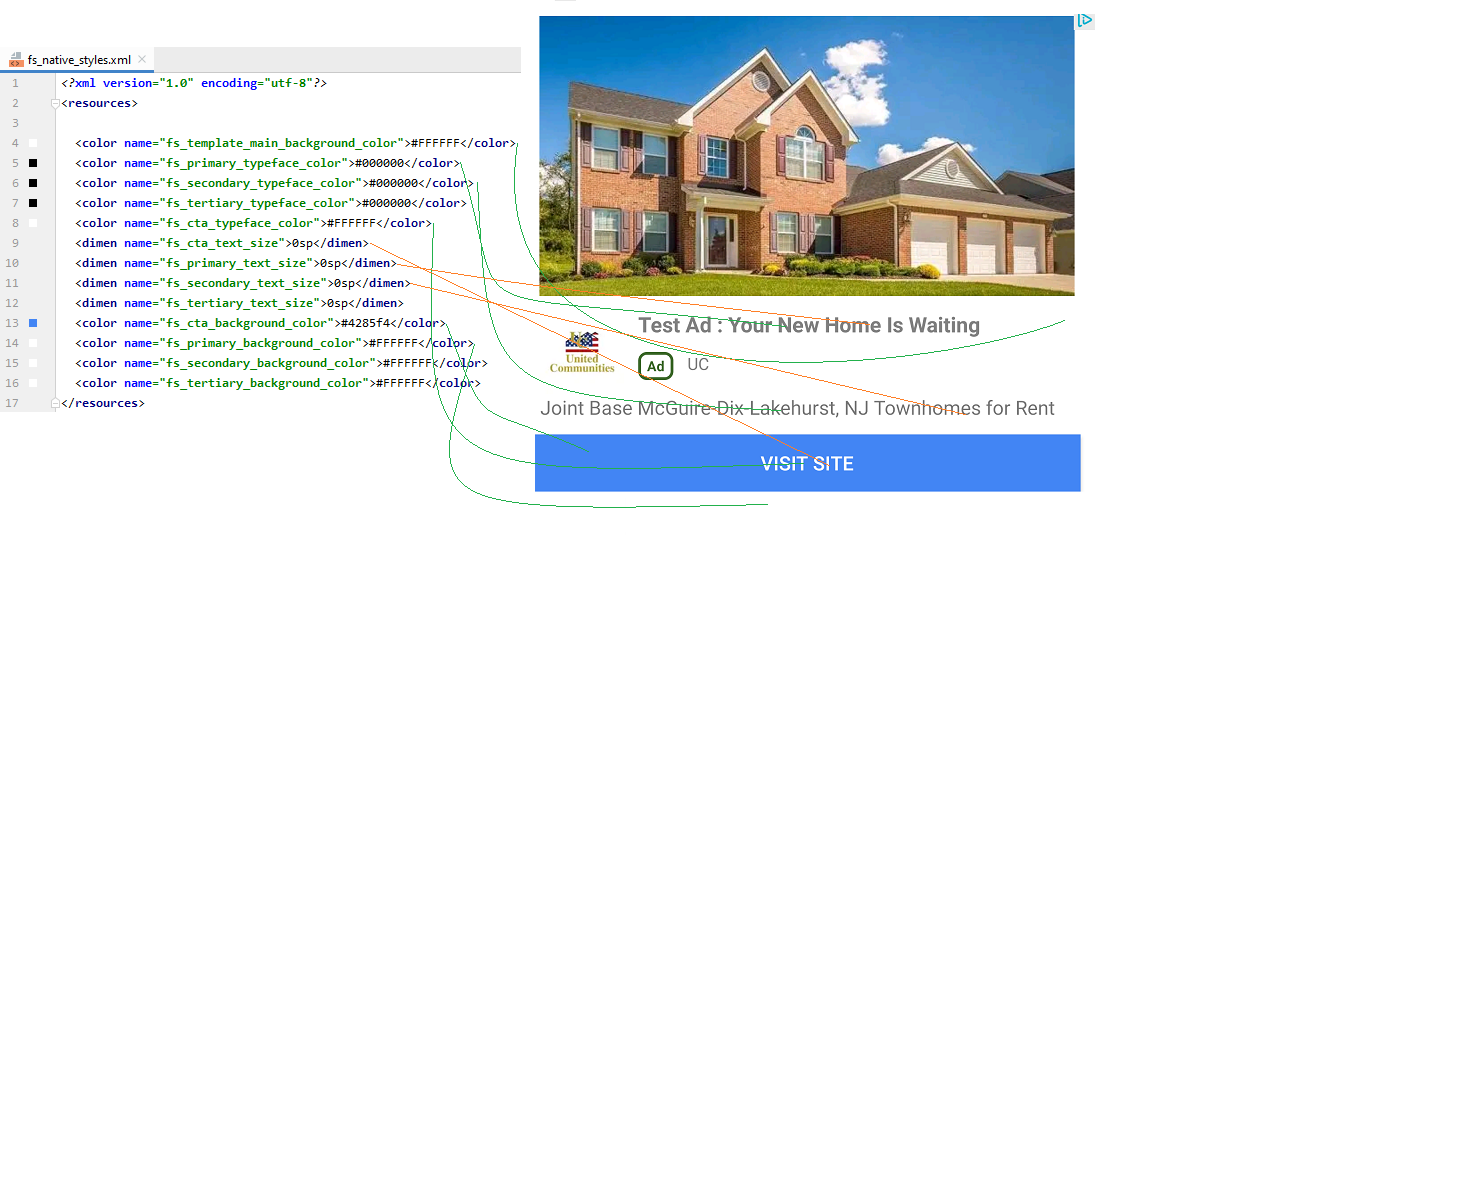 fs_native_styles.xml
1 <?xml version="1.0" encoding="utf-8"?>
2 <resources>
3
4 <color name="fs_template_main_background_color">#FFFFFF</color>
5 <color name="fs_primary_typeface_color">#000000</color>
6 <color name="fs_secondary_typeface_color">#000000</color>
7 <color name="fs_tertiary_typeface_color">#000000</color>
8 <color name="fs_cta_typeface_color">#FFFFFF</color>
9 <dimen name="fs_cta_text_size">0sp</dimen>
10 <dimen name="fs_primary_text_size">0sp</dimen>
11 <dimen name="fs_secondary_text_size">0sp</dimen>
12 <dimen name="fs_tertiary_text_size">0sp</dimen>
13 <color name="fs_cta_background_color">#4285f4</color>
14 <color name="fs_primary_background_color">#FFFFFF</color>
15 <color name="fs_secondary_background_color">#FFFFFF</color>
16 <color name="fs_tertiary_background_color">#FFFFFF</color>
17 </resources>
Test Ad : Your New Home Is Waiting
United
Communities
Ad UC
Joint Base McGuire-Dix-Lakehurst, NJ Townhomes for Rent
VISIT SITE